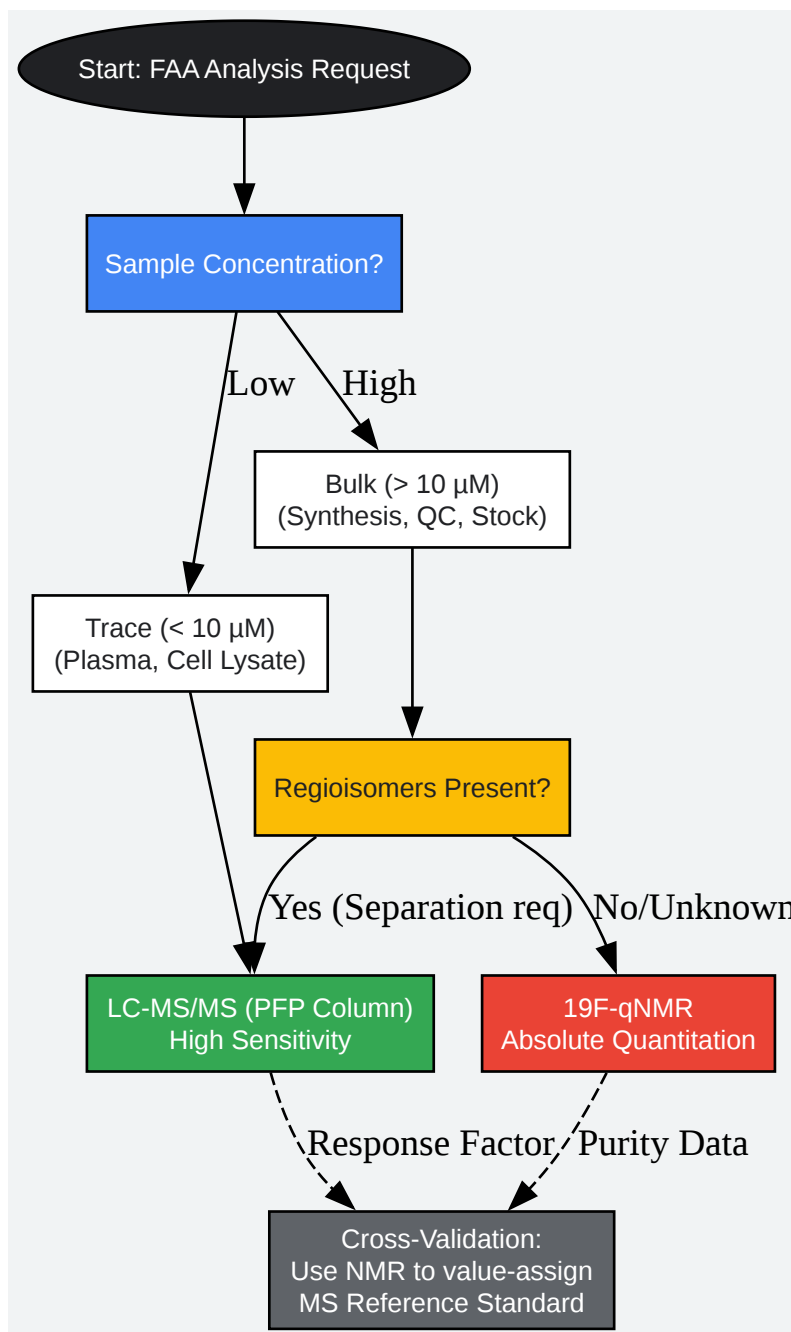 Start: FAA Analysis Request
Sample Concentration?
Low
High
Bulk (> 10 µM)
(Synthesis, QC, Stock)
Trace (< 10 µM)
(Plasma, Cell Lysate)
Regioisomers Present?
Yes (Separation req)
No/Unknown
LC-MS/MS (PFP Column)
High Sensitivity
19F-qNMR
Absolute Quantitation
Response Factor
Purity Data
Cross-Validation:
Use NMR to value-assign
MS Reference Standard